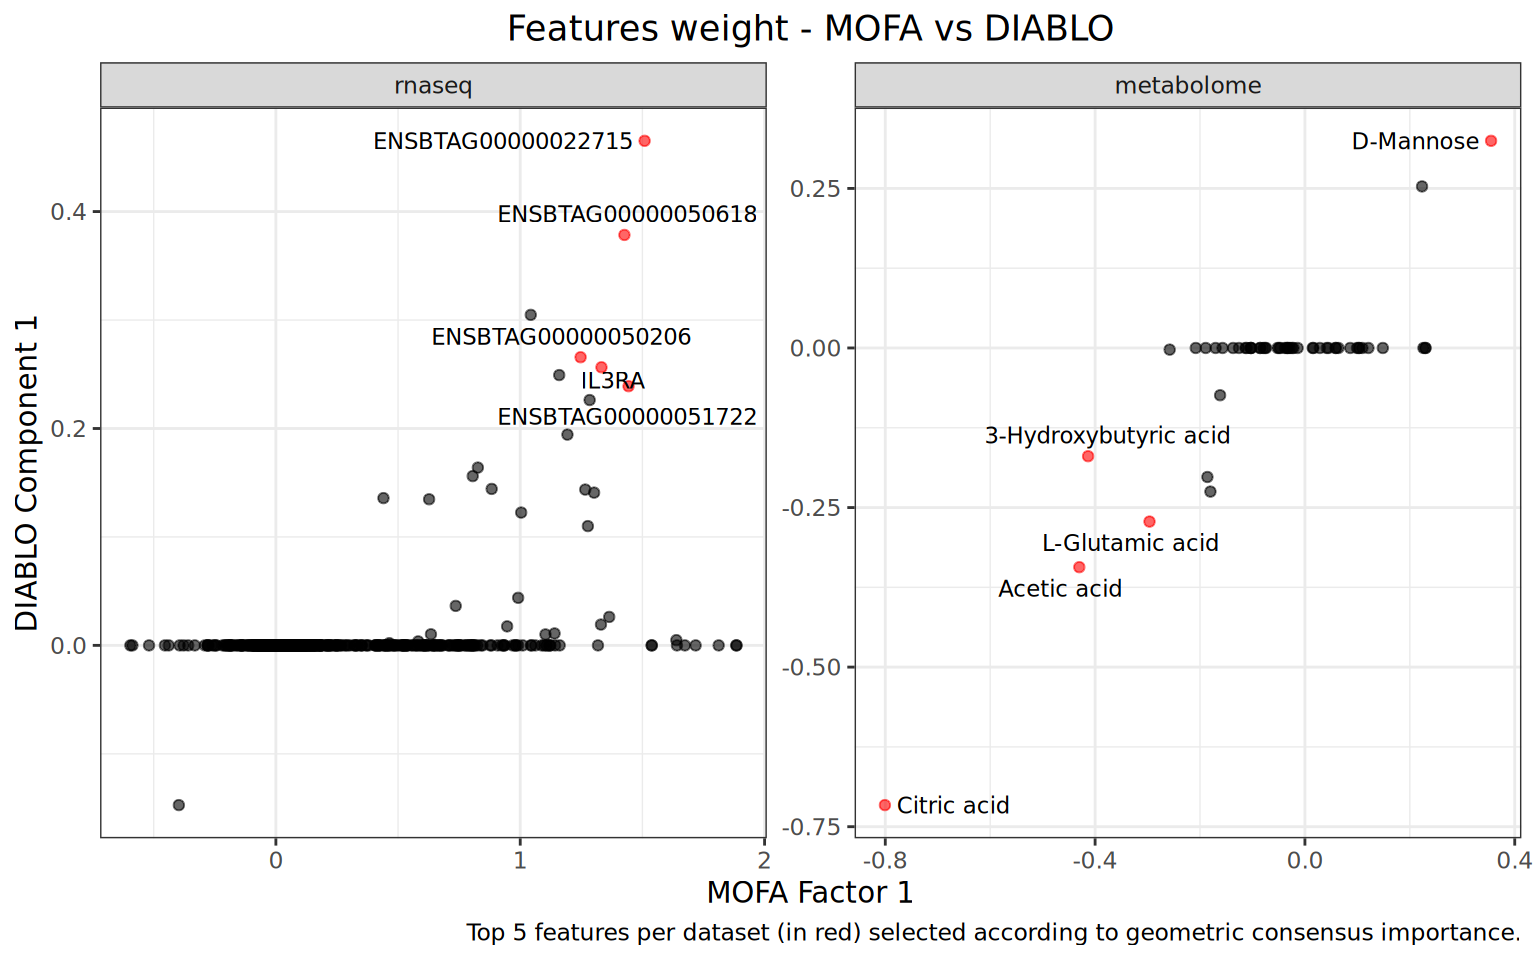 Features weight - MOFA vs DIABLO
rnaseq
metabolome
DIABLO Component 1
0.4
0.2
0.0
ENSBTAG00000022715
ENSBTAG00000050618
ENSBTAG00000050206
IL3RA
ENSBTAG00000051722
0 1 2
0.25
0.00
-0.25
-0.50
-0.75
D-Mannose
3-Hydroxybutyric acid
L-Glutamic acid
Acetic acid
Citric acid
-0.8 -0.4 0.0 0.4
MOFA Factor 1
Top 5 features per dataset (in red) selected according to geometric consensus importance.